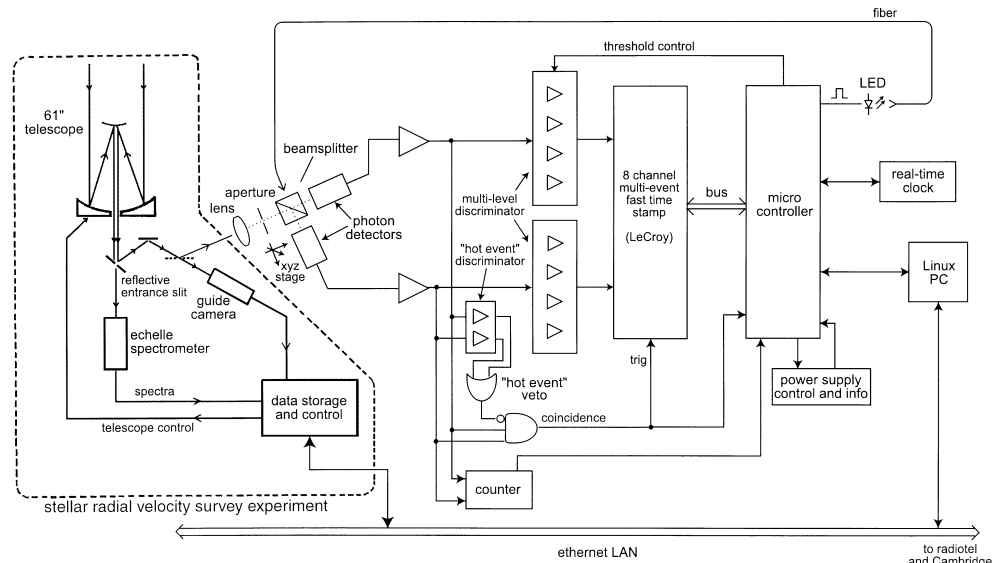 fiber
threshold control
LED
61"
telescope
beamsplitter
aperture
lens
photon
detectors
xyz
stage
multi-level
discriminator
"hot event"
discriminator
8 channel
multi-event
fast time
stamp
(LeCroy)
bus
micro
controller
real-time
clock
Linux
PC
reflective
entrance slit
guide
camera
echelle
spectrometer
spectra
telescope control
data storage
and control
"hot event"
veto
trig
coincidence
power supply
control and info
counter
stellar radial velocity survey experiment
ethernet LAN
to radiotel
and Cambridge